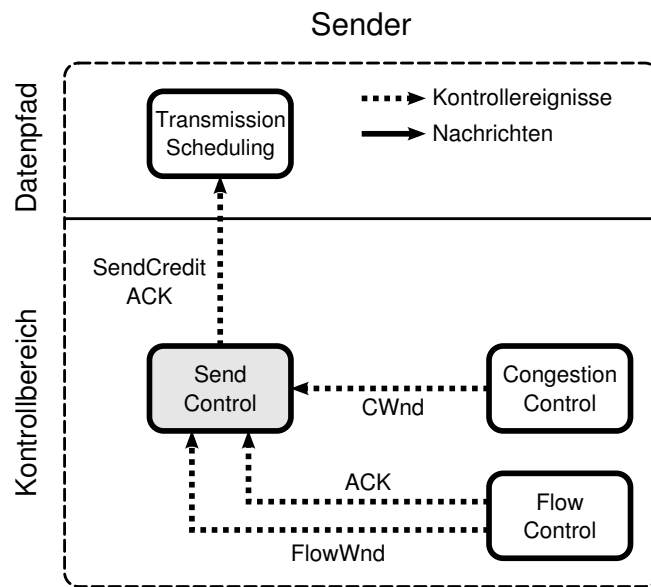 Sender
Datenpfad
Transmission
Scheduling
Kontrollereignisse
Nachrichten
Kontrollbereich
SendCredit
ACK
Send
Control
CWnd
Congestion
Control
ACK
FlowWnd
Flow
Control